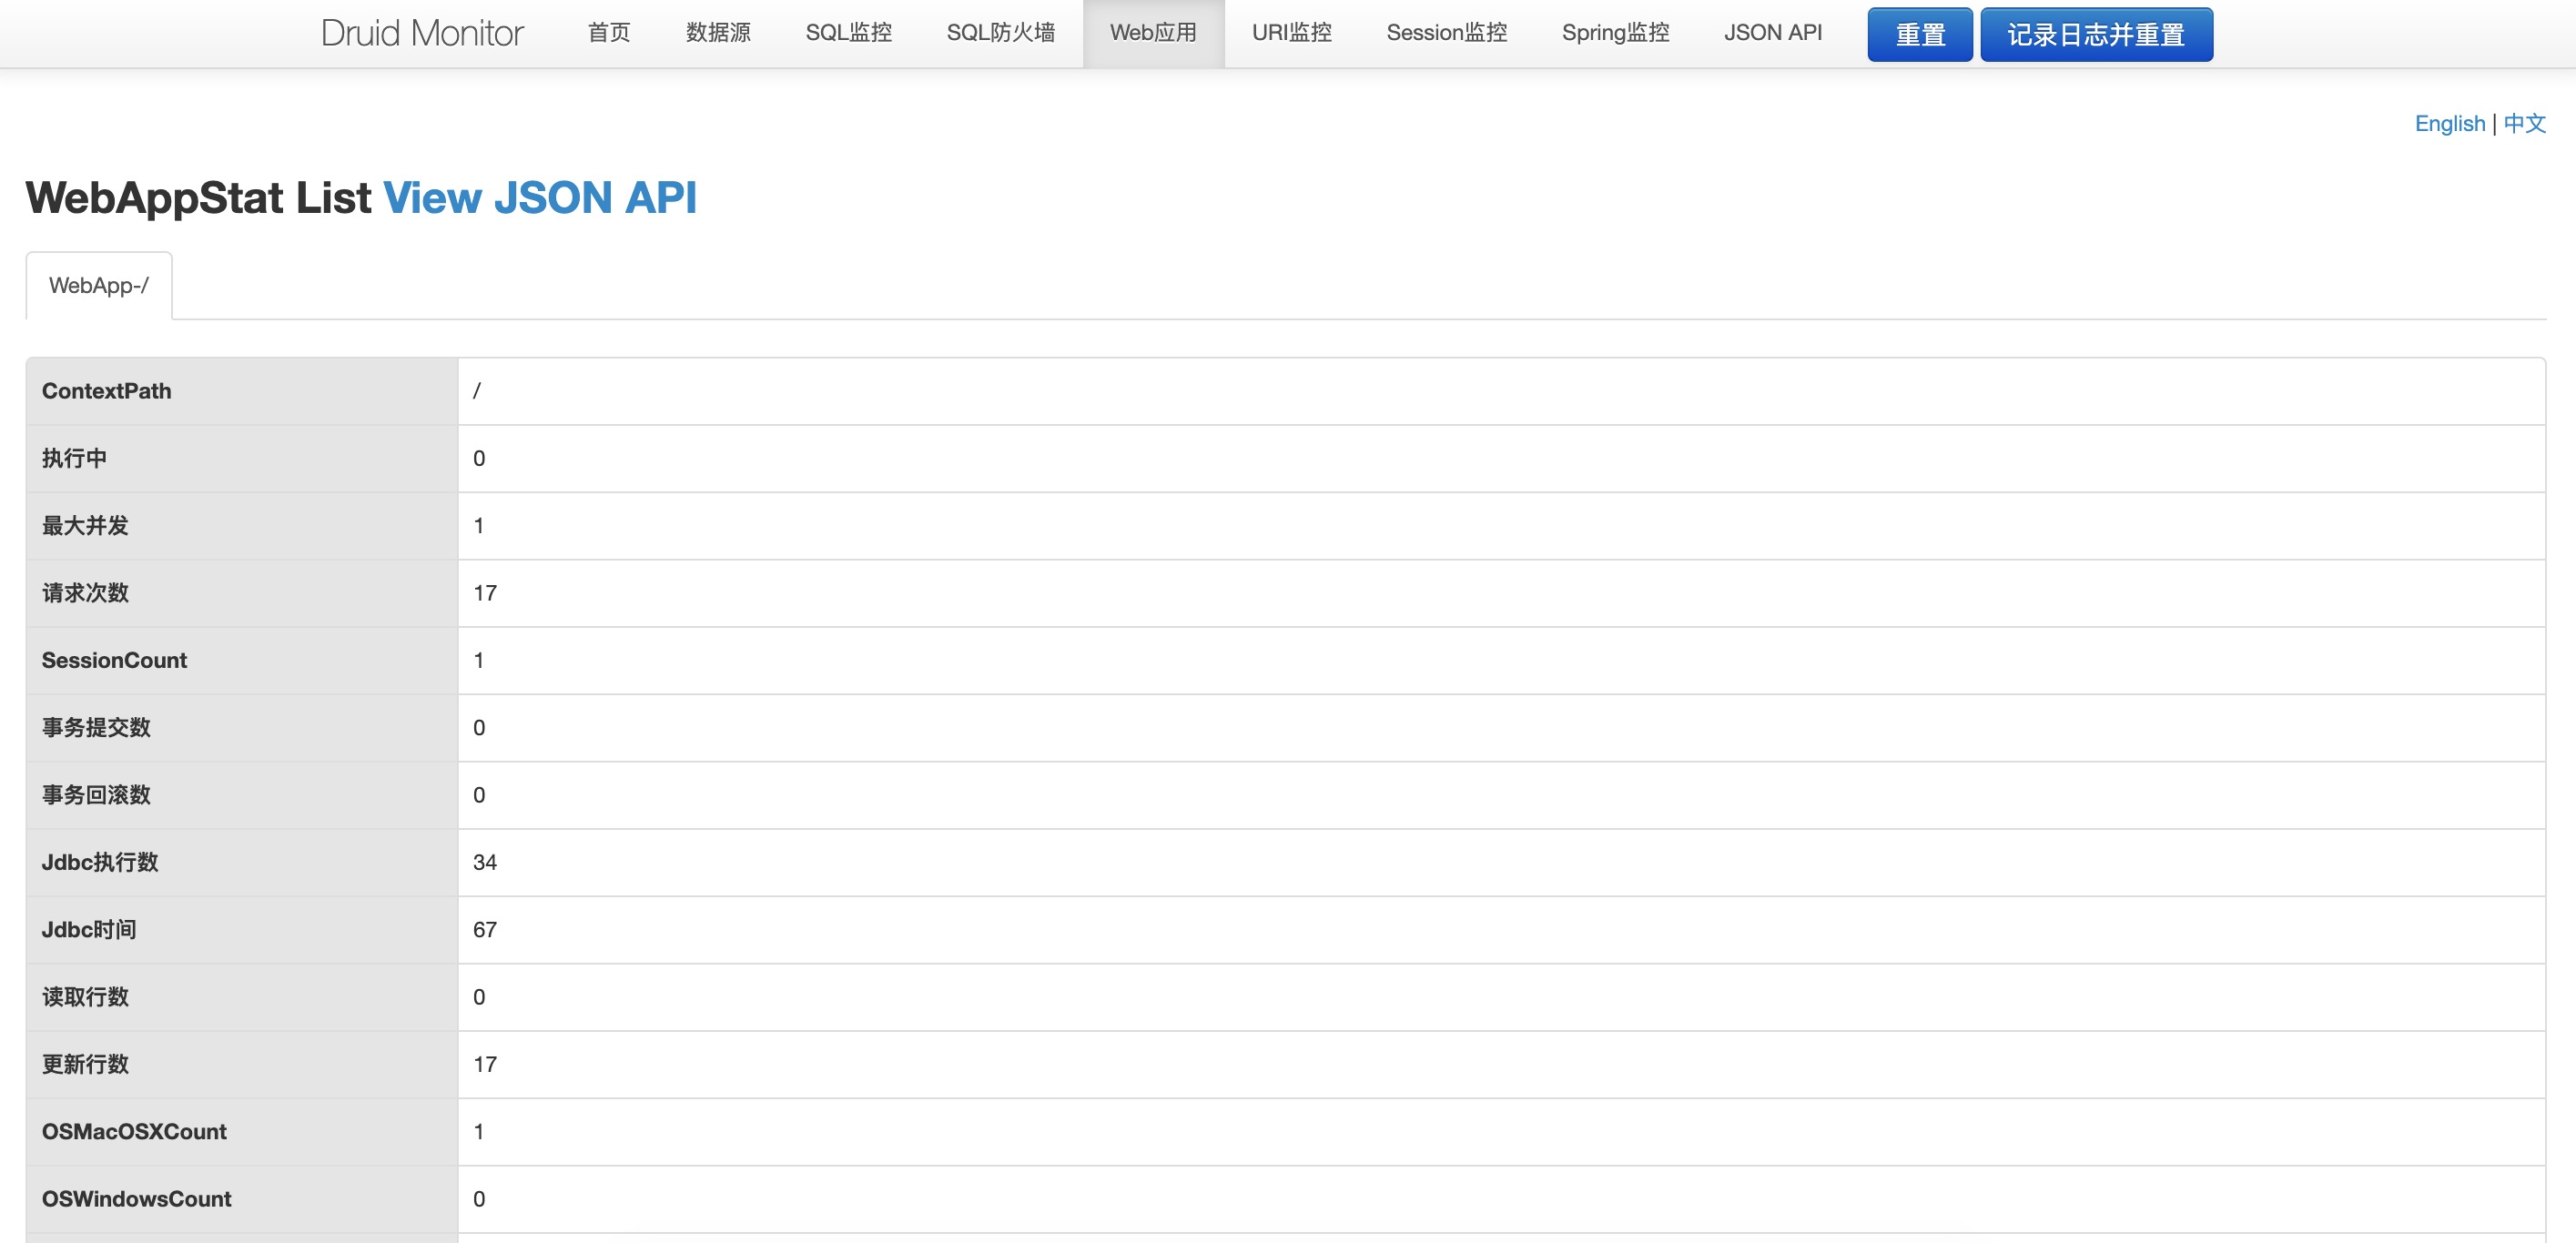 Druid Monitor 首页 数据源 SQL监控 SQL防火墙 Web应用 URI监控 Session监控 Spring监控 JSON API 重置 记录日志并重置
English | 中文
WebAppStat List View JSON API
WebApp-/
ContextPath /
执行中 0
最大并发 1
请求次数 17
SessionCount 1
事务提交数 0
事务回滚数 0
Jdbc执行数 34
Jdbc时间 67
读取行数 0
更新行数 17
OSMacOSXCount 1
OSWindowsCount 0